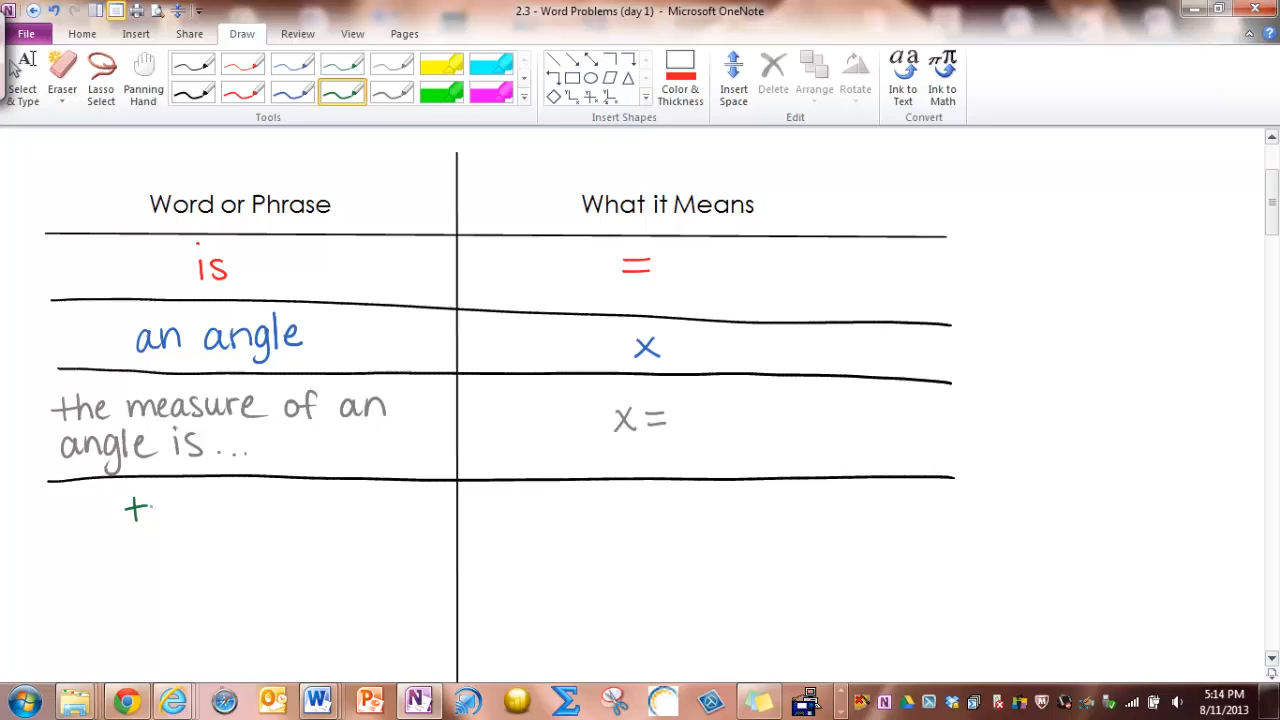 2.3 - Word Problems (day 1) - Microsoft OneNote
File Home Insert Share Draw Review View Pages
Select & Type Eraser Lasso Select Panning Hand Color & Thickness Insert Space Delete Arrange Rotate Ink to Text Ink to Math
Tools Insert Shapes Edit Convert
Word or Phrase What it Means
is =
an angle x
the measure of an x =
angle is ...
+
5:14 PM
8/11/2013